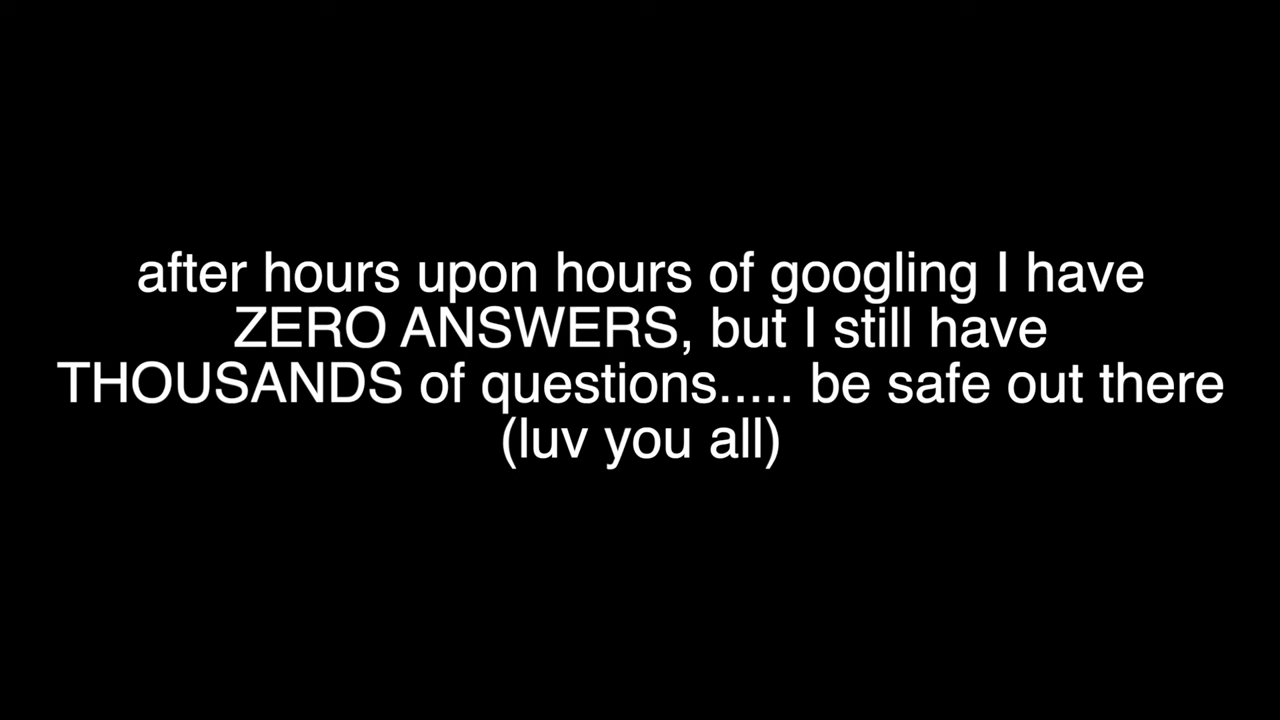 after hours upon hours of googling I have
ZERO ANSWERS, but I still have
THOUSANDS of questions..... be safe out there
(luv you all)